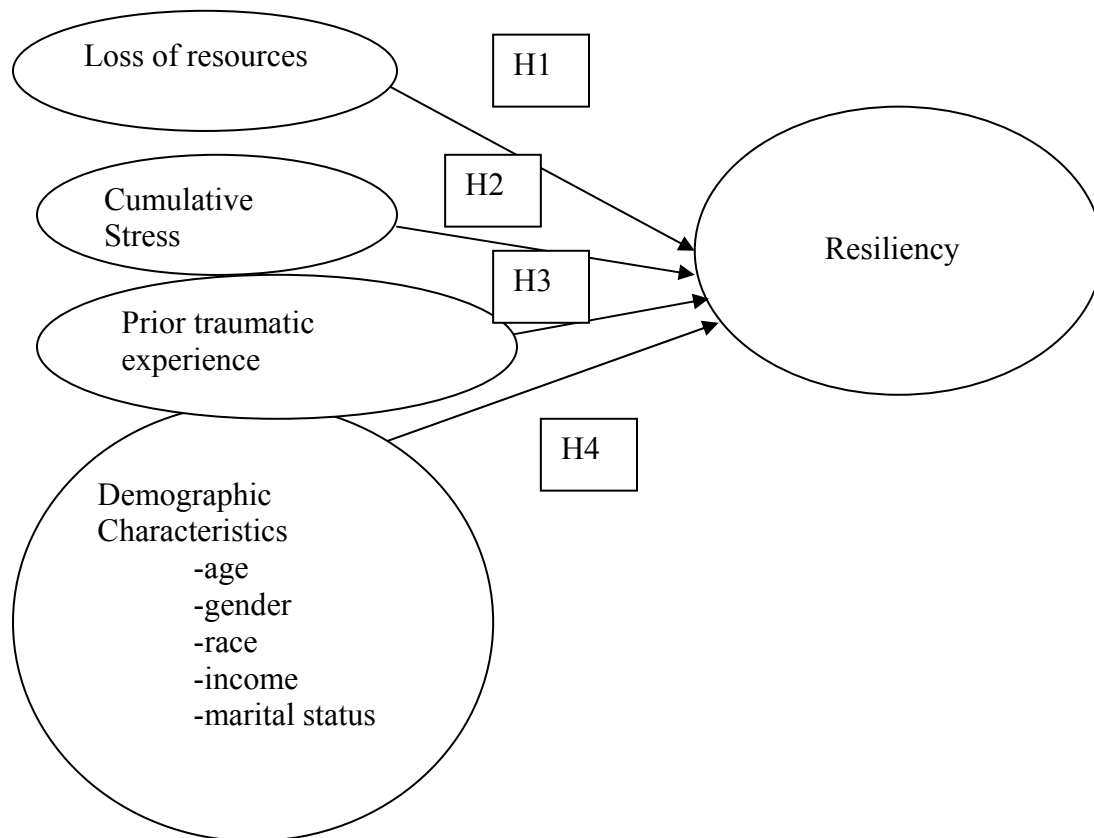 Loss of resources
H1
H2
Cumulative
Stress
Resiliency
H3
Prior traumatic
experience
H4
Demographic
Characteristics
-age
-gender
-race
-income
-marital status